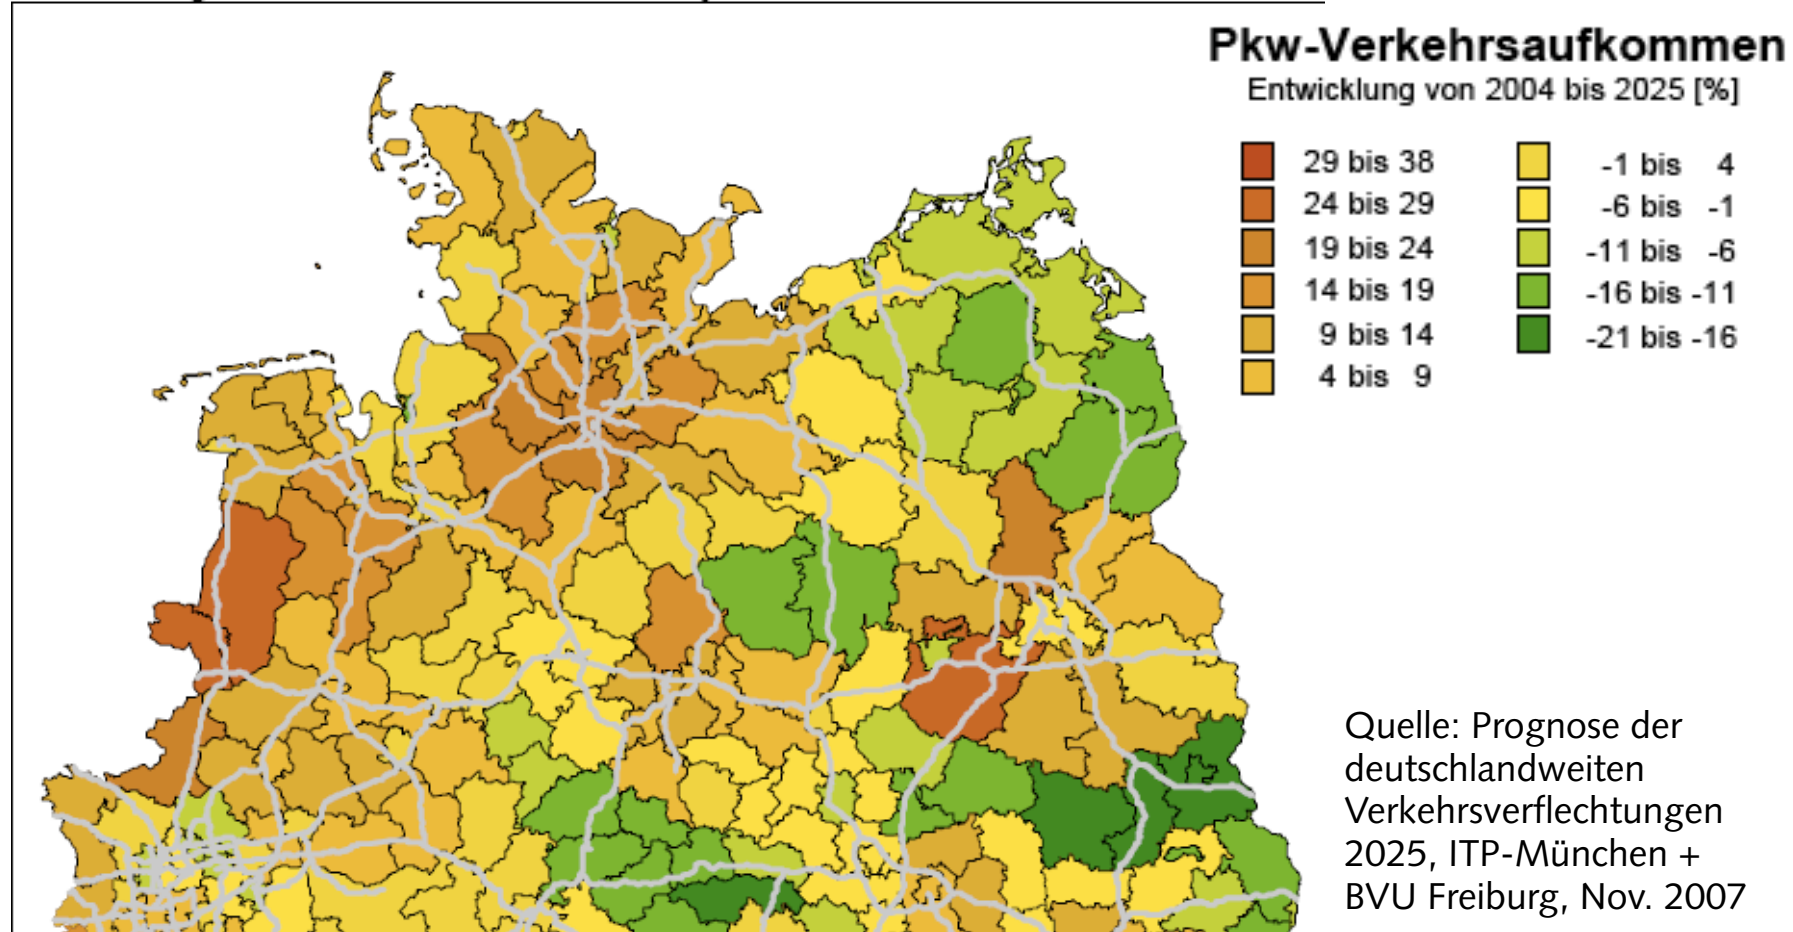 Pkw-Verkehrsaufkommen
Entwicklung von 2004 bis 2025 [%]
29 bis 38
24 bis 29
19 bis 24
14 bis 19
9 bis 14
4 bis 9
-1 bis 4
-6 bis -1
-11 bis -6
-16 bis -11
-21 bis -16
Quelle: Prognose der
deutschlandweiten
Verkehrsverflechtungen
2025, ITP-München +
BVU Freiburg, Nov. 2007